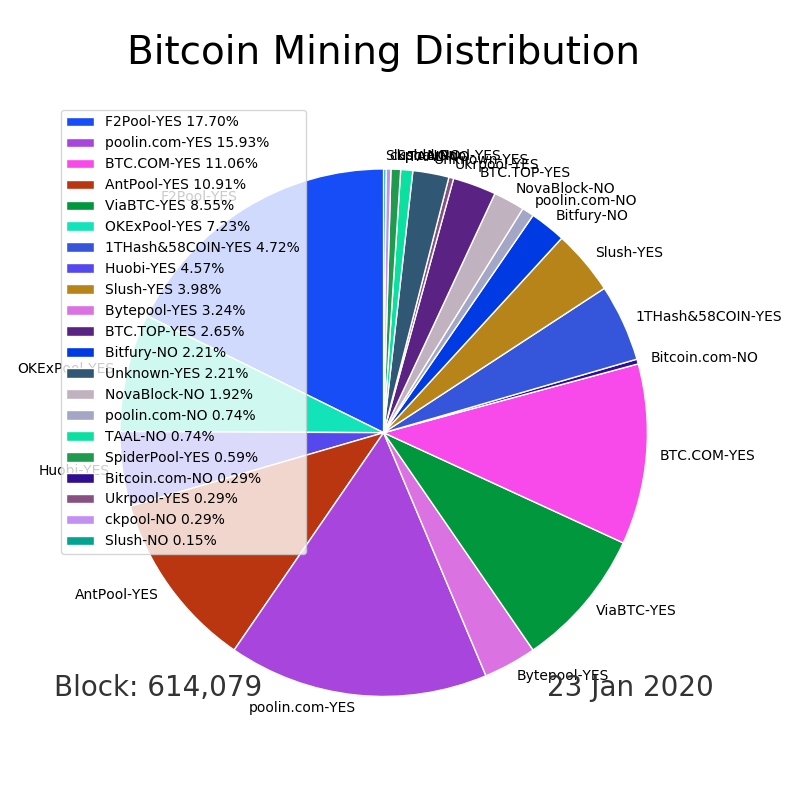 Bitcoin Mining Distribution
F2Pool-YES 17.70%
poolin.com-YES 15.93%
BTC.COM-YES 11.06%
AntPool-YES 10.91%
ViaBTC-YES 8.55%
OKExPool-YES 7.23%
1THash&58COIN-YES 4.72%
Huobi-YES 4.57%
Slush-YES 3.98%
Bytepool-YES 3.24%
BTC.TOP-YES 2.65%
Bitfury-NO 2.21%
Unknown-YES 2.21%
NovaBlock-NO 1.92%
poolin.com-NO 0.74%
TAAL-NO 0.74%
SpiderPool-YES 0.59%
Bitcoin.com-NO 0.29%
Ukrpool-YES 0.29%
ckpool-NO 0.29%
Slush-NO 0.15%
Unknown-YES
Ukrpool-YES
BTC.TOP-YES
NovaBlock-NO
poolin.com-NO
Bitfury-NO
Slush-YES
1THash&58COIN-YES
Bitcoin.com-NO
BTC.COM-YES
ViaBTC-YES
Bytepool-YES
poolin.com-YES
AntPool-YES
Huobi-YES
OKExPool-YES
F2Pool-YES
Block: 614,079
23 Jan 2020